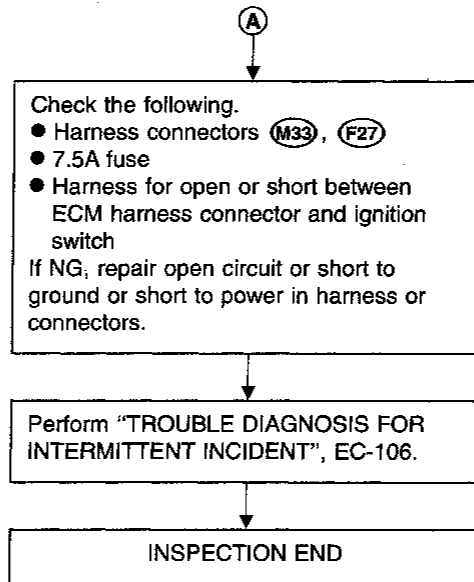 A
Check the following.
● Harness connectors M33, F27
● 7.5A fuse
● Harness for open or short between
ECM harness connector and ignition
switch
If NG, repair open circuit or short to
ground or short to power in harness or
connectors.
Perform "TROUBLE DIAGNOSIS FOR
INTERMITTENT INCIDENT", EC-106.
INSPECTION END